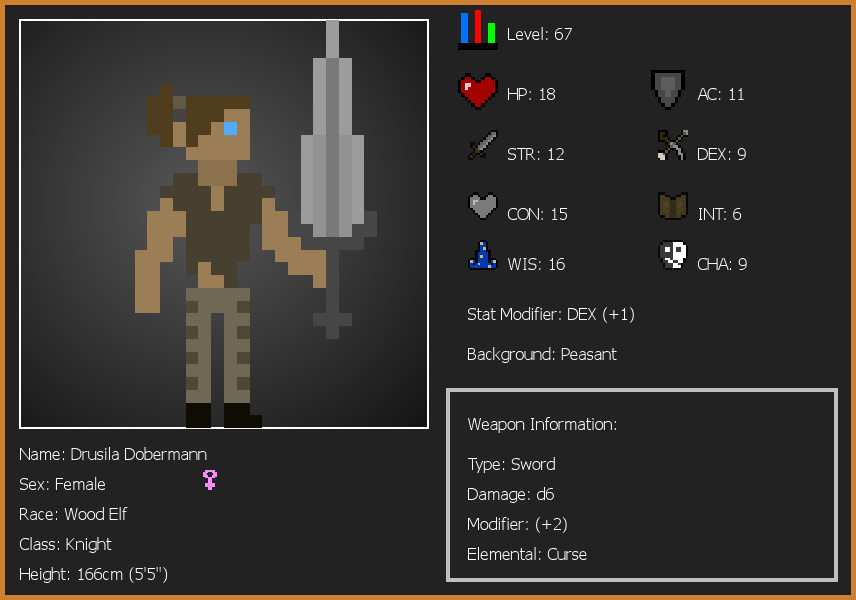 Level: 67
HP: 18
AC: 11
STR: 12
DEX: 9
CON: 15
INT: 6
WIS: 16
CHA: 9
Stat Modifier: DEX (+1)
Background: Peasant
Weapon Information:
Type: Sword
Damage: d6
Modifier: (+2)
Elemental: Curse
Name: Drusila Dobermann
Sex: Female
Race: Wood Elf
Class: Knight
Height: 166cm (5'5")